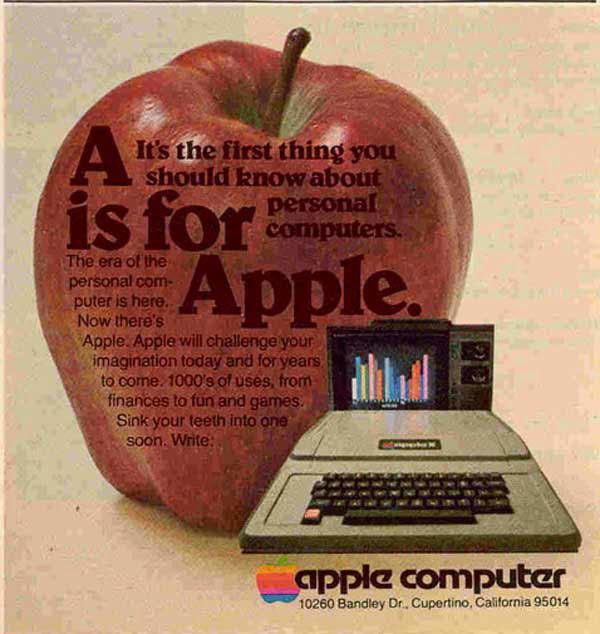 A
is for
Apple.
It's the first thing you
should know about
personal
computers.
The era of the
personal com-
puter is here.
Now there's
Apple. Apple will challenge your
imagination today and for years
to come. 1000's of uses, from
finances to fun and games.
Sink your teeth into one
soon. Write:
apple computer
10260 Bandley Dr., Cupertino, California 95014